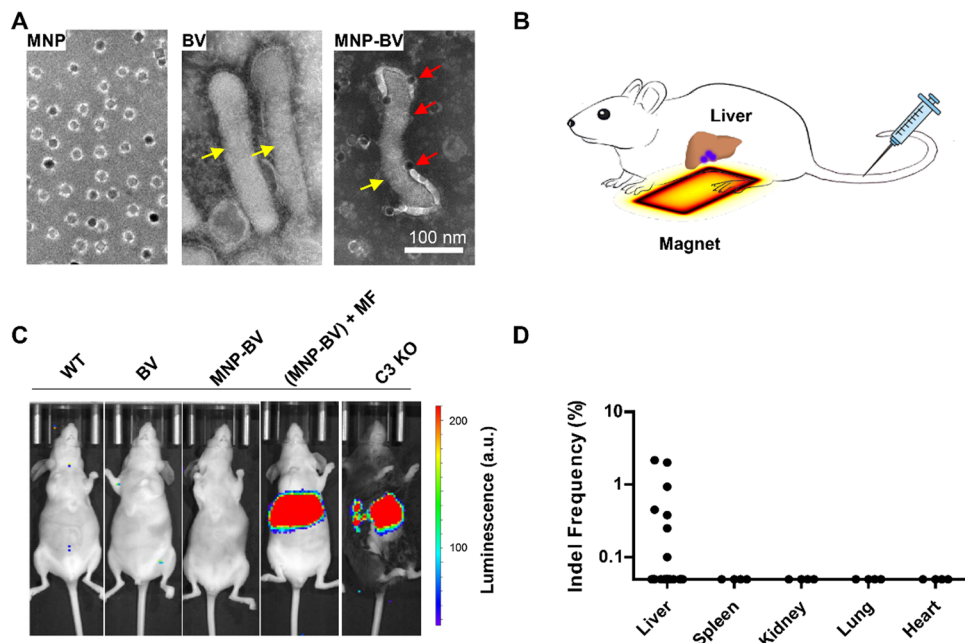 A
MNP
BV
MNP-BV
100 nm
B
Liver
Magnet
C
WT
BV
MNP-BV
(MNP-BV) + MF
C3 KO
200
100
Luminescence (a.u.)
D
Indel Frequency (%)
10
1
0.1
Liver
Spleen
Kidney
Lung
Heart